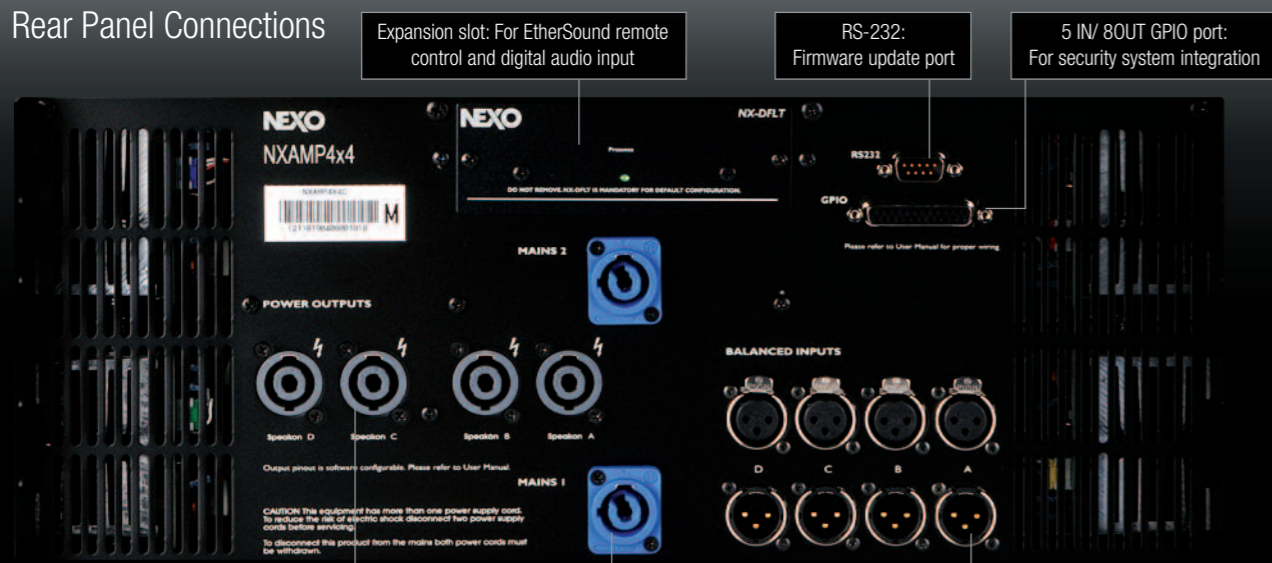 Rear Panel Connections
Expansion slot: For EtherSound remote
control and digital audio input
RS-232:
Firmware update port
5 IN/ 8OUT GPIO port:
For security system integration
NEXO
NXAMP4x4
NXAMP4X4C
M
NEXO
NX-DFLT
Presence
DO NOT REMOVE. NX-DFLT IS MANDATORY FOR DEFAULT CONFIGURATION.
RS232
GPIO
Please refer to User Manual for proper wiring
MAINS 2
POWER OUTPUTS
Speakon D
Speakon C
Speakon B
Speakon A
Output pinout is software configurable. Please refer to User Manual.
MAINS 1
CAUTION This equipment has more than one power supply cord.
To reduce the risk of electric shock disconnect two power supply
cords before servicing.
To disconnect this product from the mains both power cords must
be withdrawn.
BALANCED INPUTS
D
C
B
A